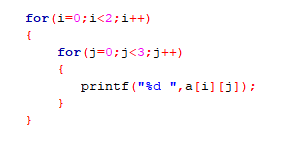 for(i=0;i<2;i++)
{
for(j=0;j<3;j++)
{
printf("%d ",a[i][j]);
}
}